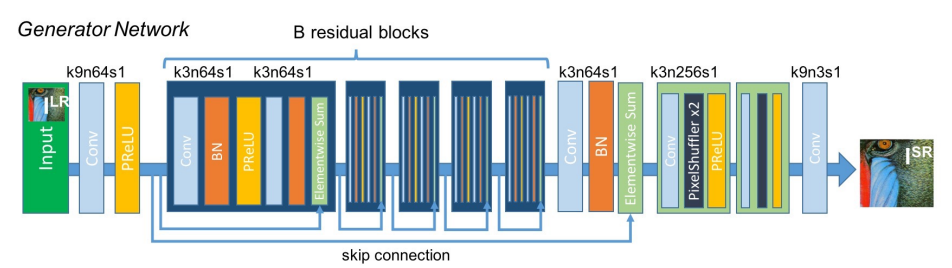 Generator Network
B residual blocks
k9n64s1
k3n64s1
k3n64s1
k3n64s1
k3n256s1
k9n3s1
Input
I^LR
Conv
PReLU
Conv
BN
PReLU
Elementwise Sum
Conv
BN
Elementwise Sum
Conv
PixelShuffler x2
PReLU
Conv
I^SR
skip connection